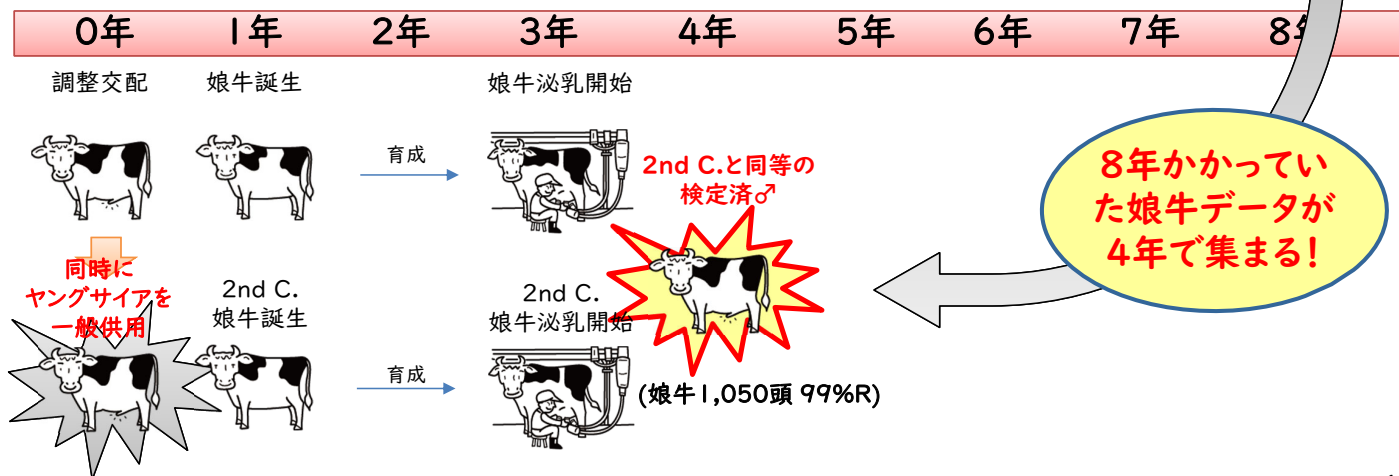 0年 1年 2年 3年 4年 5年 6年 7年 8年
調整交配 娘牛誕生 娘牛泌乳開始
育成
2nd C.と同等の
検定済♂
8年かかってい
た娘牛データが
4年で集まる!
同時に
ヤングサイアを
一般供用
2nd C.
娘牛誕生
2nd C.
娘牛泌乳開始
育成
(娘牛1,050頭 99%R)